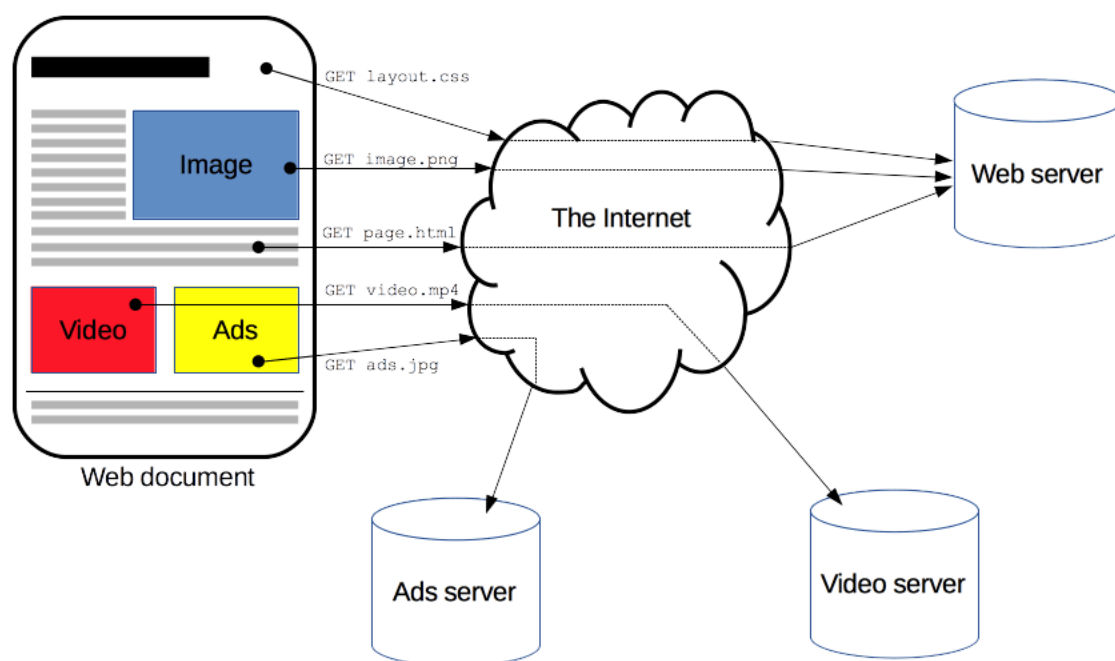 GET layout.css
Image
GET image.png
Web server
The Internet
GET page.html
GET video.mp4
Video
Ads
GET ads.jpg
Web document
Ads server
Video server